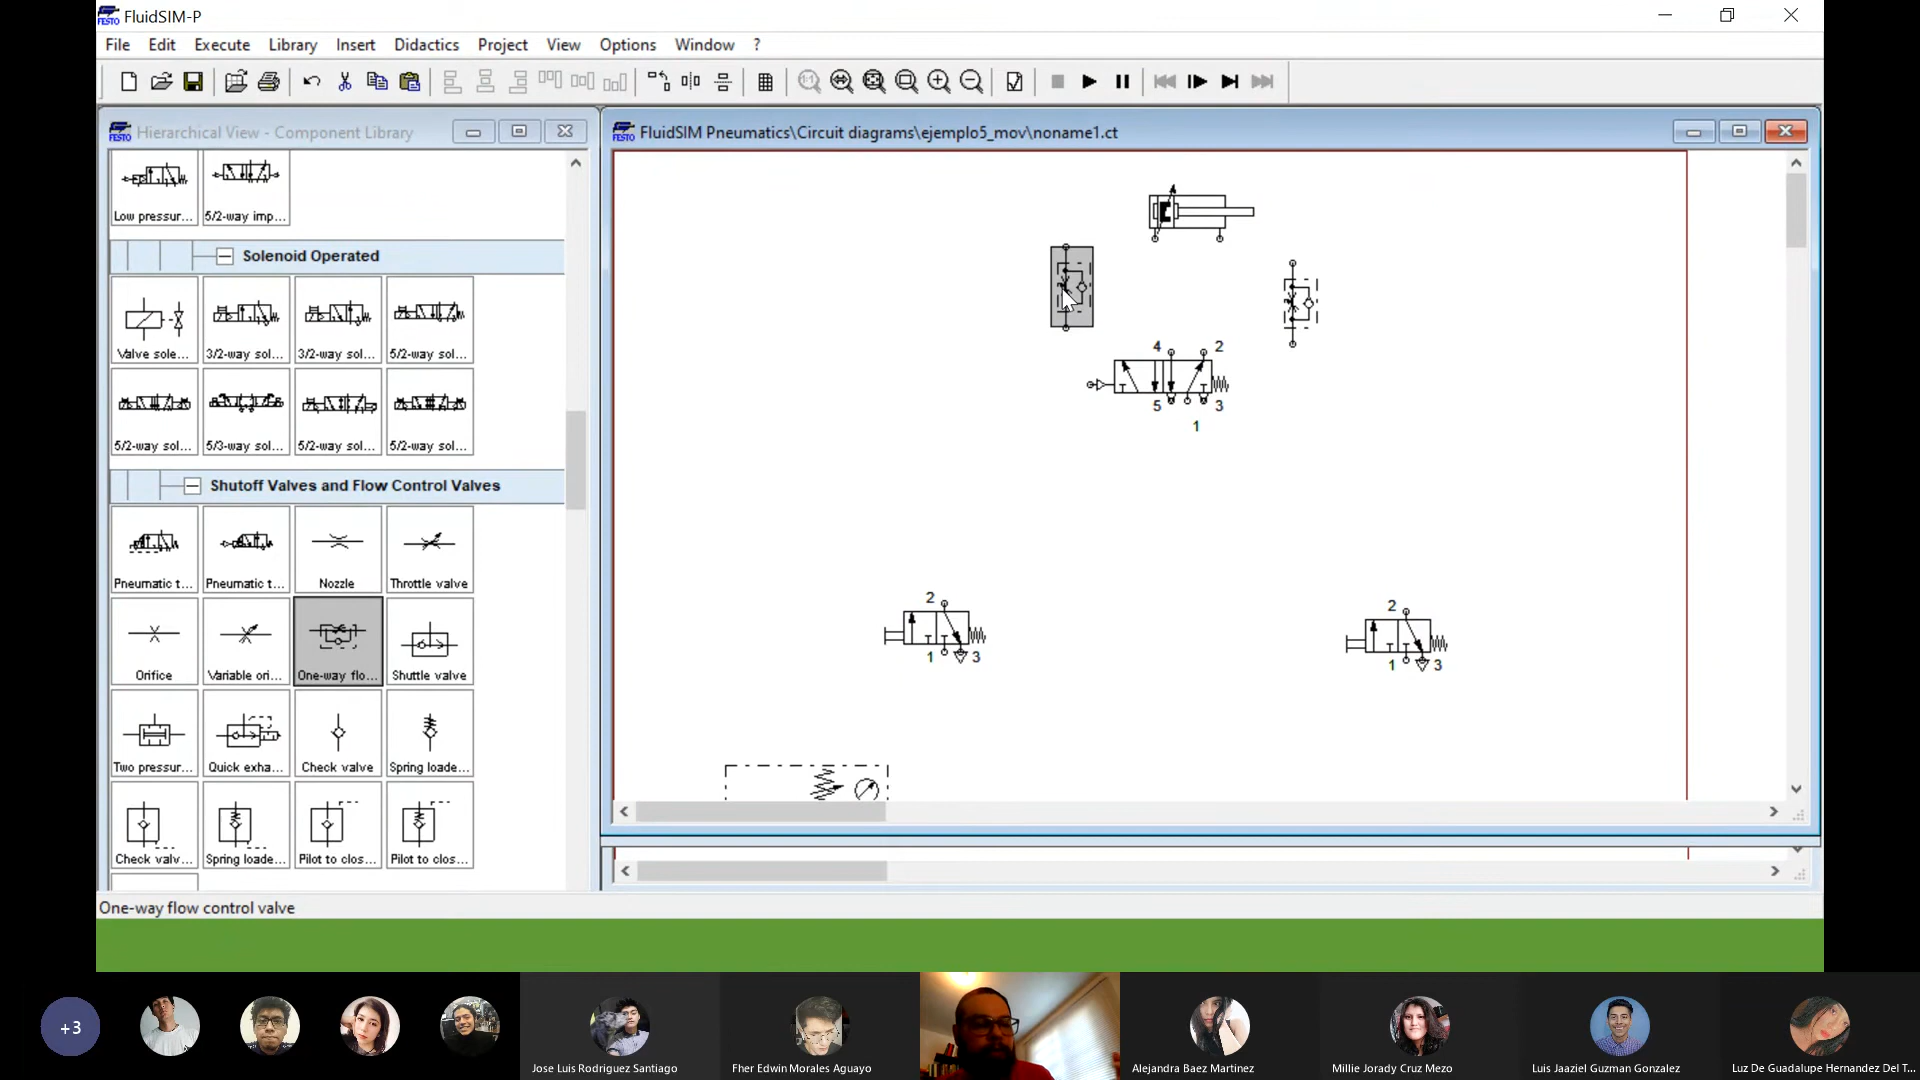 FESTO FluidSIM-P
File Edit Execute Library Insert Didactics Project View Options Window ?
1:1
FESTO Hierarchical View - Component Library
FESTO FluidSIM Pneumatics\Circuit diagrams\ejemplo5_mov\noname1.ct
Low pressur... 5/2-way imp...
Solenoid Operated
Valve sole... 3/2-way sol... 3/2-way sol... 5/2-way sol...
5/2-way sol... 5/3-way sol... 5/2-way sol... 5/2-way sol...
Shutoff Valves and Flow Control Valves
Pneumatic t... Pneumatic t... Nozzle Throttle valve
Orifice Variable ori... One-way flo... Shuttle valve
Two pressur... Quick exha... Check valve Spring loade...
Check valv... Spring loade... Pilot to clos... Pilot to clos...
4 2
5 3
1
2
1 3
2
1 3
One-way flow control valve
+3
Jose Luis Rodriguez Santiago
Fher Edwin Morales Aguayo
Alejandra Baez Martinez
Millie Jorady Cruz Mezo
Luis Jaaziel Guzman Gonzalez
Luz De Guadalupe Hernandez Del T...